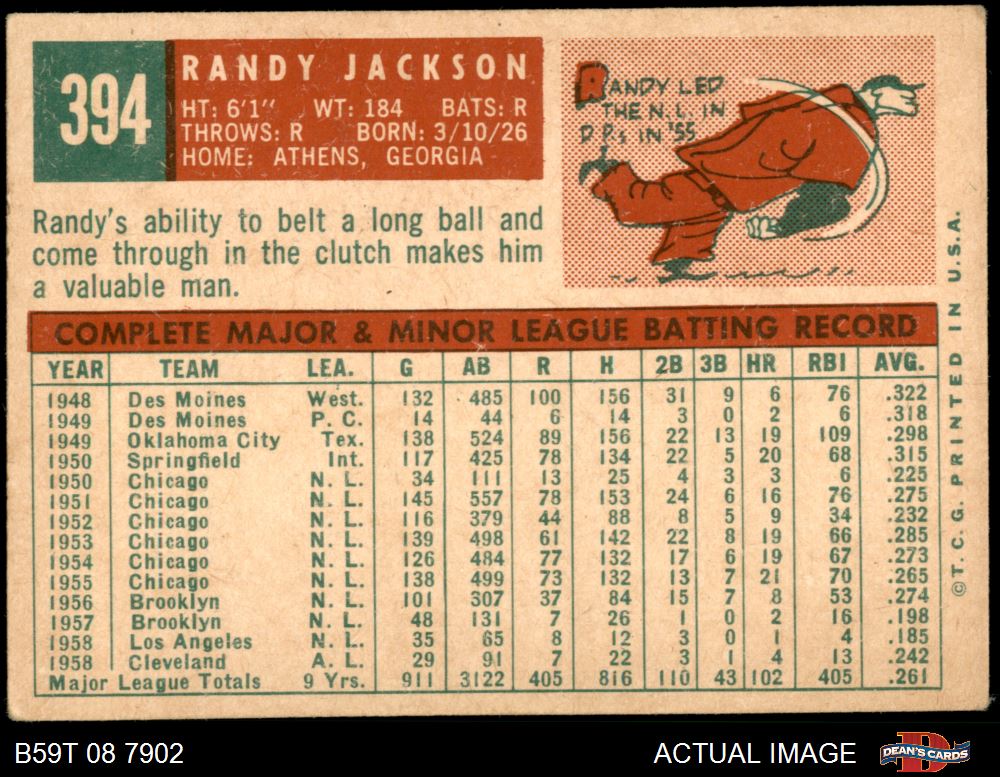 394
RANDY JACKSON
HT: 6'1" WT: 184 BATS: R
THROWS: R BORN: 3/10/26
HOME: ATHENS, GEORGIA
RANDY LED
THE N.L. IN
D.P.s IN '55
Randy's ability to belt a long ball and
come through in the clutch makes him
a valuable man.
COMPLETE MAJOR & MINOR LEAGUE BATTING RECORD
YEAR TEAM LEA. G AB R H 2B 3B HR RBI AVG.
1948 Des Moines West. 132 485 100 156 31 9 6 76 .322
1949 Des Moines P. C. 14 44 6 14 3 0 2 6 .318
1949 Oklahoma City Tex. 138 524 89 156 22 13 19 109 .298
1950 Springfield Int. 117 425 78 134 22 5 20 68 .315
1950 Chicago N. L. 34 111 13 25 4 3 3 6 .225
1951 Chicago N. L. 145 557 78 153 24 6 16 76 .275
1952 Chicago N. L. 116 379 44 88 8 5 9 34 .232
1953 Chicago N. L. 139 498 61 142 22 8 19 66 .285
1954 Chicago N. L. 126 484 77 132 17 6 19 67 .273
1955 Chicago N. L. 138 499 73 132 13 7 21 70 .265
1956 Brooklyn N. L. 101 307 37 84 15 7 8 53 .274
1957 Brooklyn N. L. 48 131 7 26 1 0 2 16 .198
1958 Los Angeles N. L. 35 65 8 12 3 0 1 4 .185
1958 Cleveland A. L. 29 91 7 22 3 1 4 13 .242
Major League Totals 9 Yrs. 911 3122 405 816 110 43 102 405 .261
©T. C. G. PRINTED IN U.S.A.
B59T 08 7902
ACTUAL IMAGE
DEAN'S CARDS